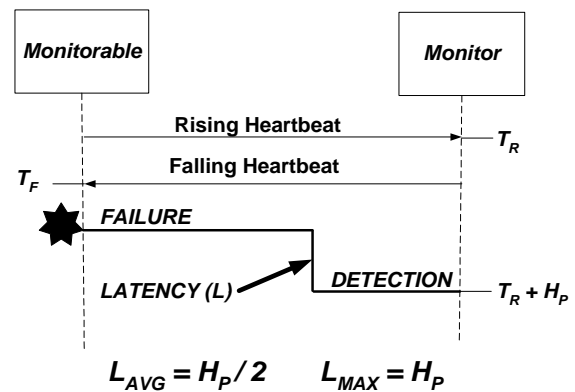 Monitorable Monitor
Rising Heartbeat
T_R
Falling Heartbeat
T_F
FAILURE
LATENCY (L)
DETECTION
T_R + H_P
L_AVG = H_P / 2 L_MAX = H_P